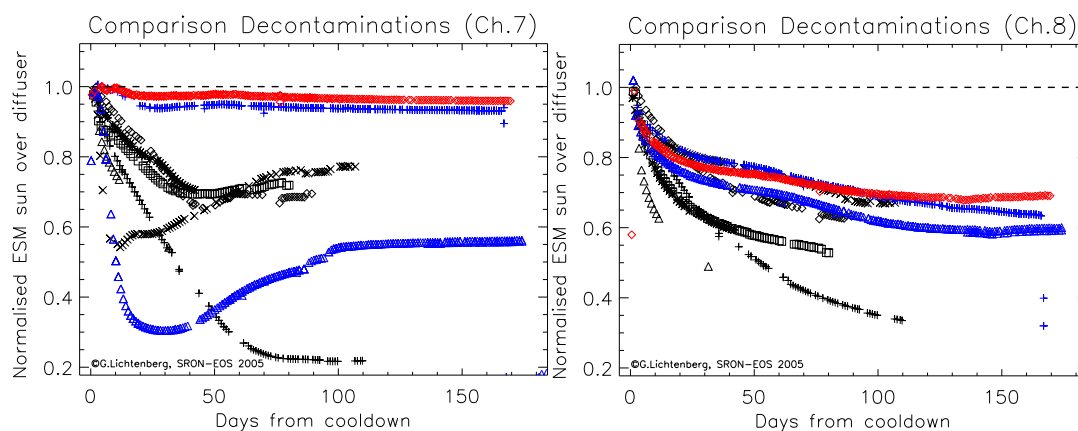 Comparison Decontaminations (Ch.7)
Normalised ESM sun over diffuser
1.0
0.8
0.6
0.4
0.2
©G.Lichtenberg, SRON-EOS 2005
0
50
100
150
Days from cooldown
Comparison Decontaminations (Ch.8)
Normalised ESM sun over diffuser
1.0
0.8
0.6
0.4
0.2
©G.Lichtenberg, SRON-EOS 2005
0
50
100
150
Days from cooldown